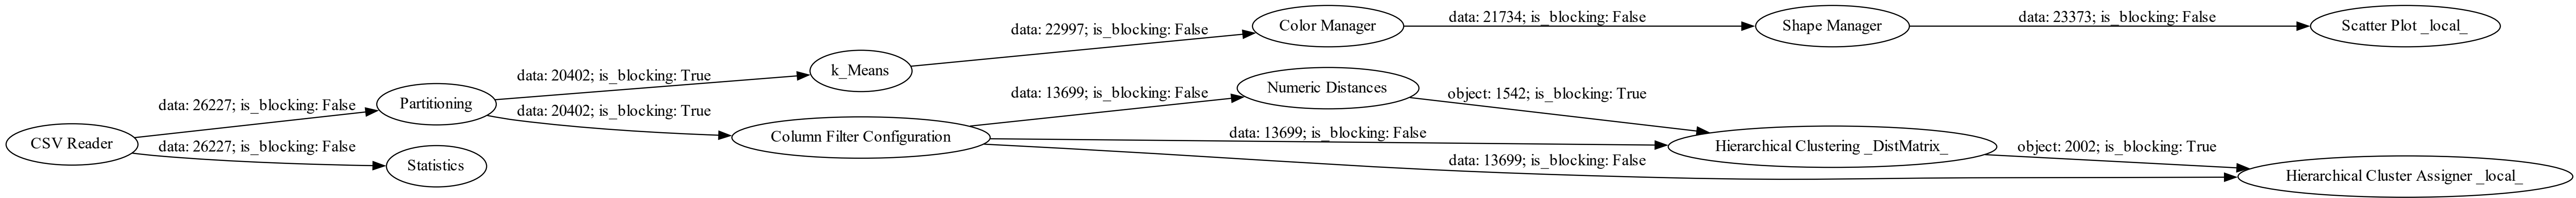 data: 21734; is_blocking: False
data: 23373; is_blocking: False
Color Manager
Shape Manager
Scatter Plot _local_
data: 22997; is_blocking: False
k_Means
data: 20402; is_blocking: True
data: 26227; is_blocking: False
Partitioning
data: 20402; is_blocking: True
data: 13699; is_blocking: False
Numeric Distances
object: 1542; is_blocking: True
CSV Reader
data: 26227; is_blocking: False
Statistics
Column Filter Configuration
data: 13699; is_blocking: False
Hierarchical Clustering _DistMatrix_
data: 13699; is_blocking: False
object: 2002; is_blocking: True
Hierarchical Cluster Assigner _local_